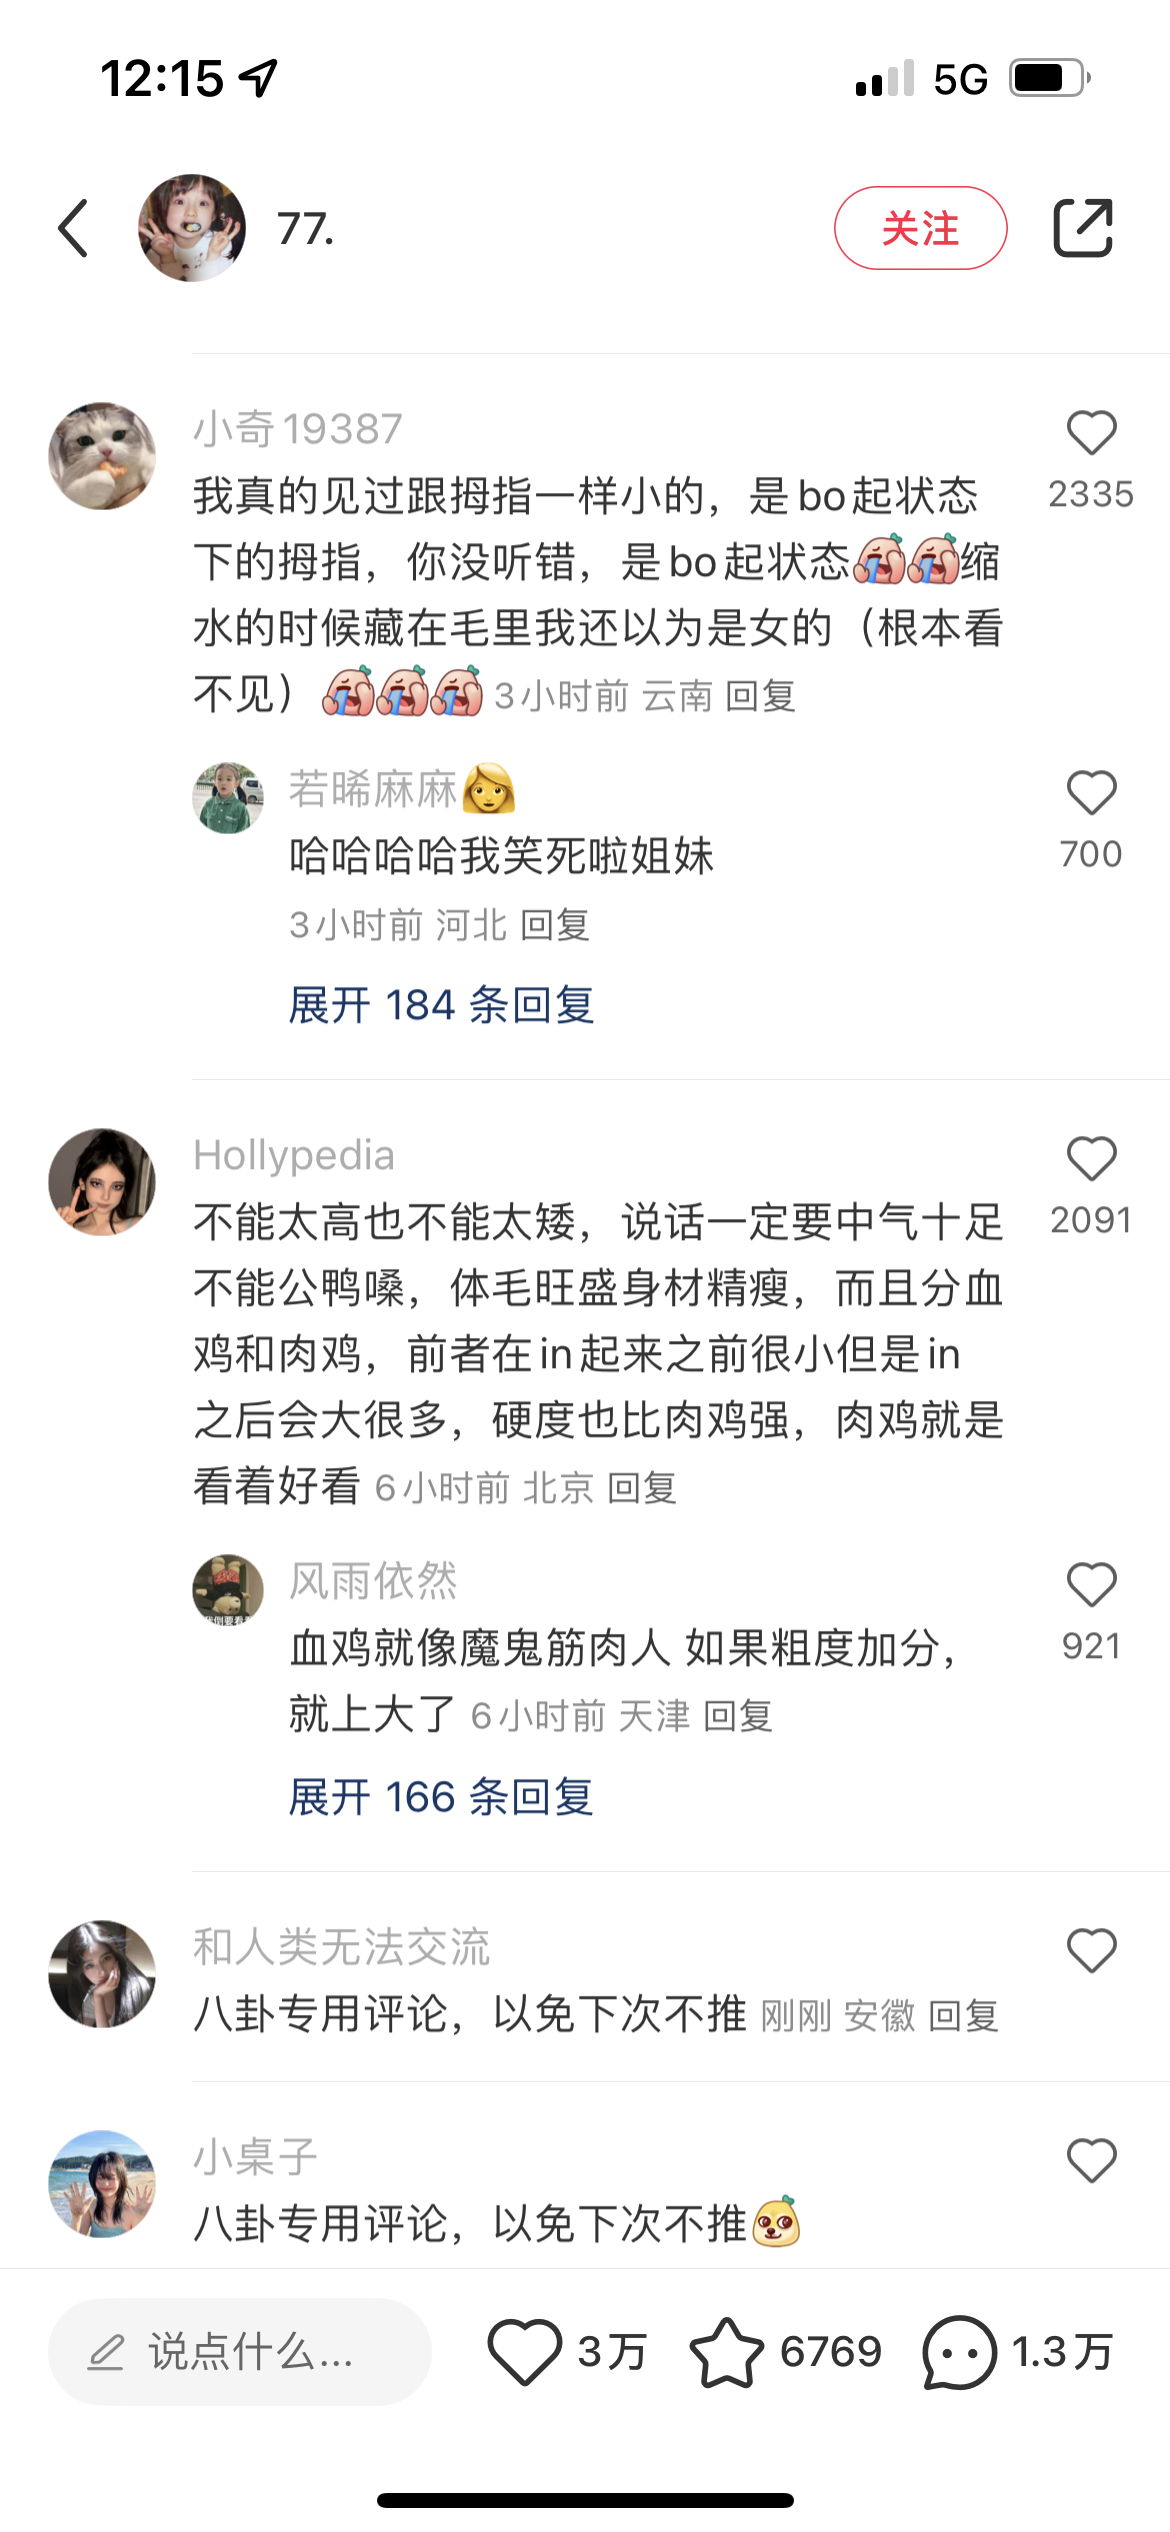 12:15
5G
77.
关注
小奇19387
我真的见过跟拇指一样小的，是bo起状态
2335
下的拇指，你没听错，是bo起状态缩
水的时候藏在毛里我还以为是女的（根本看
不见） 3小时前 云南 回复
若晞麻麻
哈哈哈哈我笑死啦姐妹
700
3小时前 河北 回复
展开 184 条回复
Hollypedia
不能太高也不能太矮，说话一定要中气十足
2091
不能公鸭嗓，体毛旺盛身材精瘦，而且分血
鸡和肉鸡，前者在in起来之前很小但是in
之后会大很多，硬度也比肉鸡强，肉鸡就是
看着好看 6小时前 北京 回复
风雨依然
血鸡就像魔鬼筋肉人 如果粗度加分，
921
就上大了 6小时前 天津 回复
展开 166 条回复
和人类无法交流
八卦专用评论，以免下次不推 刚刚 安徽 回复
小桌子
八卦专用评论，以免下次不推
说点什么...
3万
6769
1.3万